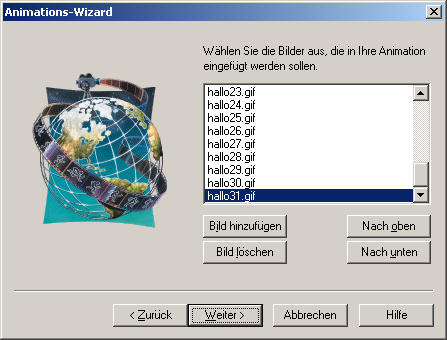 Animations-Wizard
Wählen Sie die Bilder aus, die in Ihre Animation
eingefügt werden sollen.
hallo23.gif
hallo24.gif
hallo25.gif
hallo26.gif
hallo27.gif
hallo28.gif
hallo29.gif
hallo30.gif
hallo31.gif
Bild hinzufügen
Nach oben
Bild löschen
Nach unten
< Zurück
Weiter >
Abbrechen
Hilfe